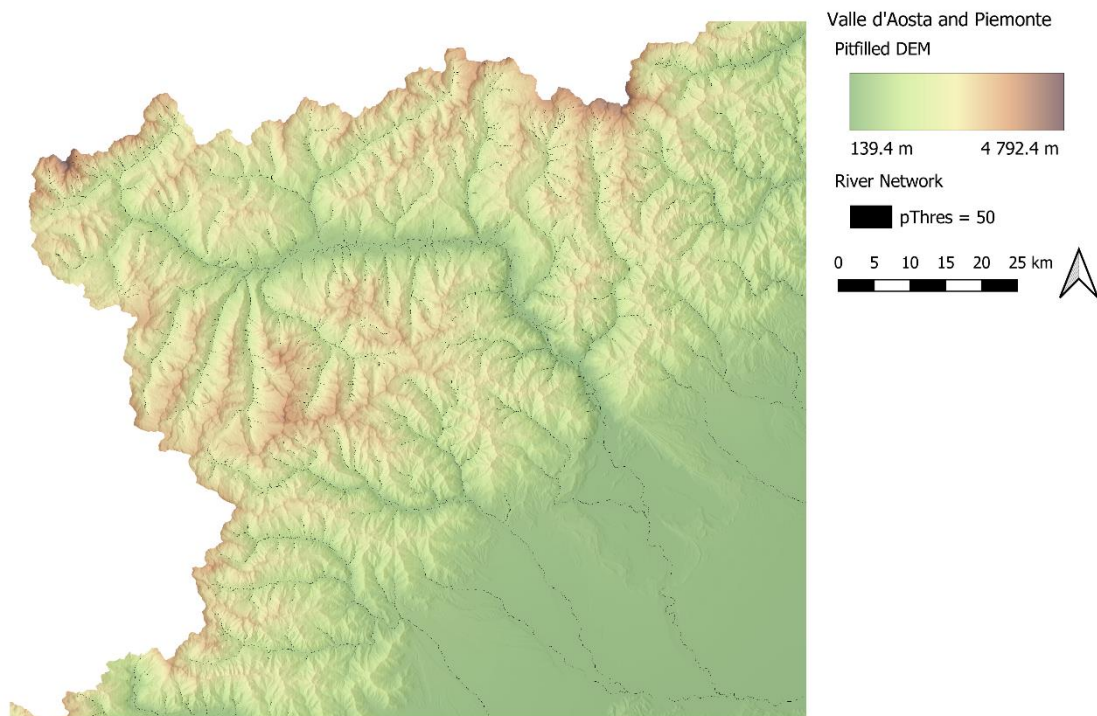 Valle d'Aosta and Piemonte
Pitfilled DEM
139.4 m 4 792.4 m
River Network
pThres = 50
0 5 10 15 20 25 km